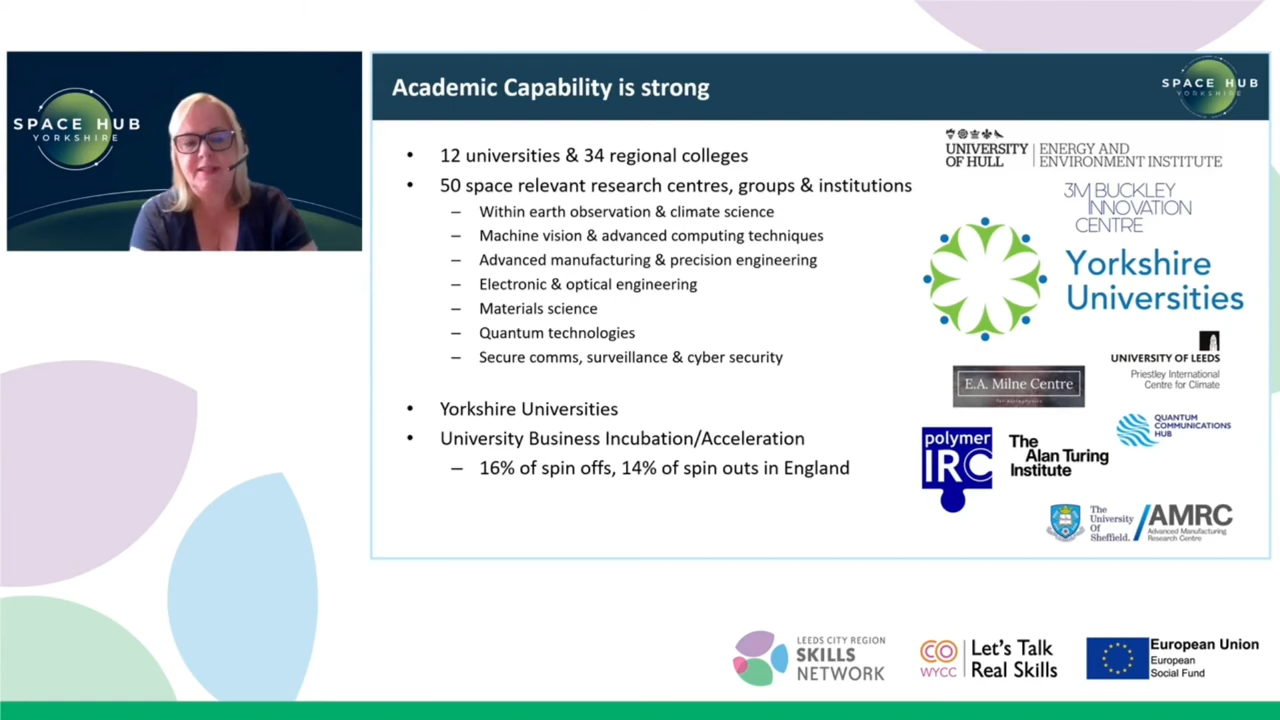 SPACE HUB
YORKSHIRE
Academic Capability is strong
SPACE HUB
YORKSHIRE
• 12 universities & 34 regional colleges
• 50 space relevant research centres, groups & institutions
– Within earth observation & climate science
– Machine vision & advanced computing techniques
– Advanced manufacturing & precision engineering
– Electronic & optical engineering
– Materials science
– Quantum technologies
– Secure comms, surveillance & cyber security
• Yorkshire Universities
• University Business Incubation/Acceleration
– 16% of spin offs, 14% of spin outs in England
UNIVERSITY
OF HULL
ENERGY AND
ENVIRONMENT INSTITUTE
3M BUCKLEY
INNOVATION
CENTRE
Yorkshire
Universities
UNIVERSITY OF LEEDS
Priestley International
Centre for Climate
E.A. Milne Centre
for astrophysics
QUANTUM
COMMUNICATIONS
HUB
polymer
IRC
The
Alan Turing
Institute
The
University
Of
Sheffield.
AMRC
Advanced Manufacturing
Research Centre
LEEDS CITY REGION
SKILLS
NETWORK
WYCC
Let's Talk
Real Skills
European Union
European
Social Fund